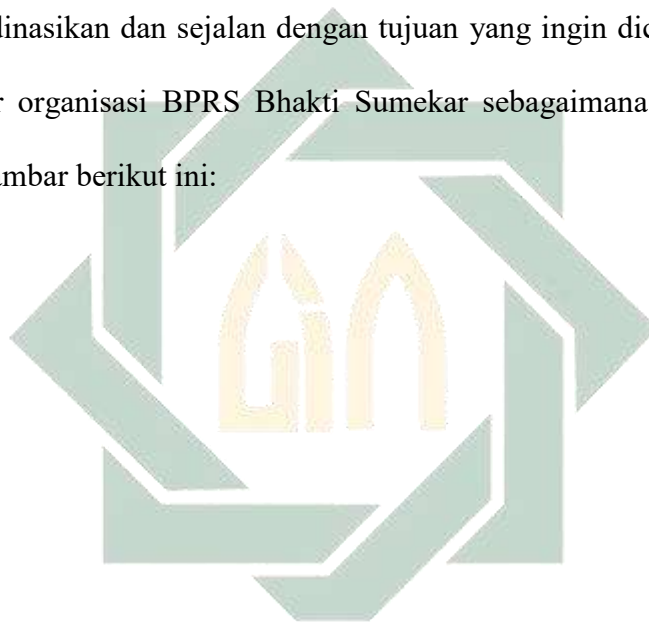 dinasikan dan sejalan dengan tujuan yang ingin dic
r organisasi BPRS Bhakti Sumekar sebagaimana
ambar berikut ini: